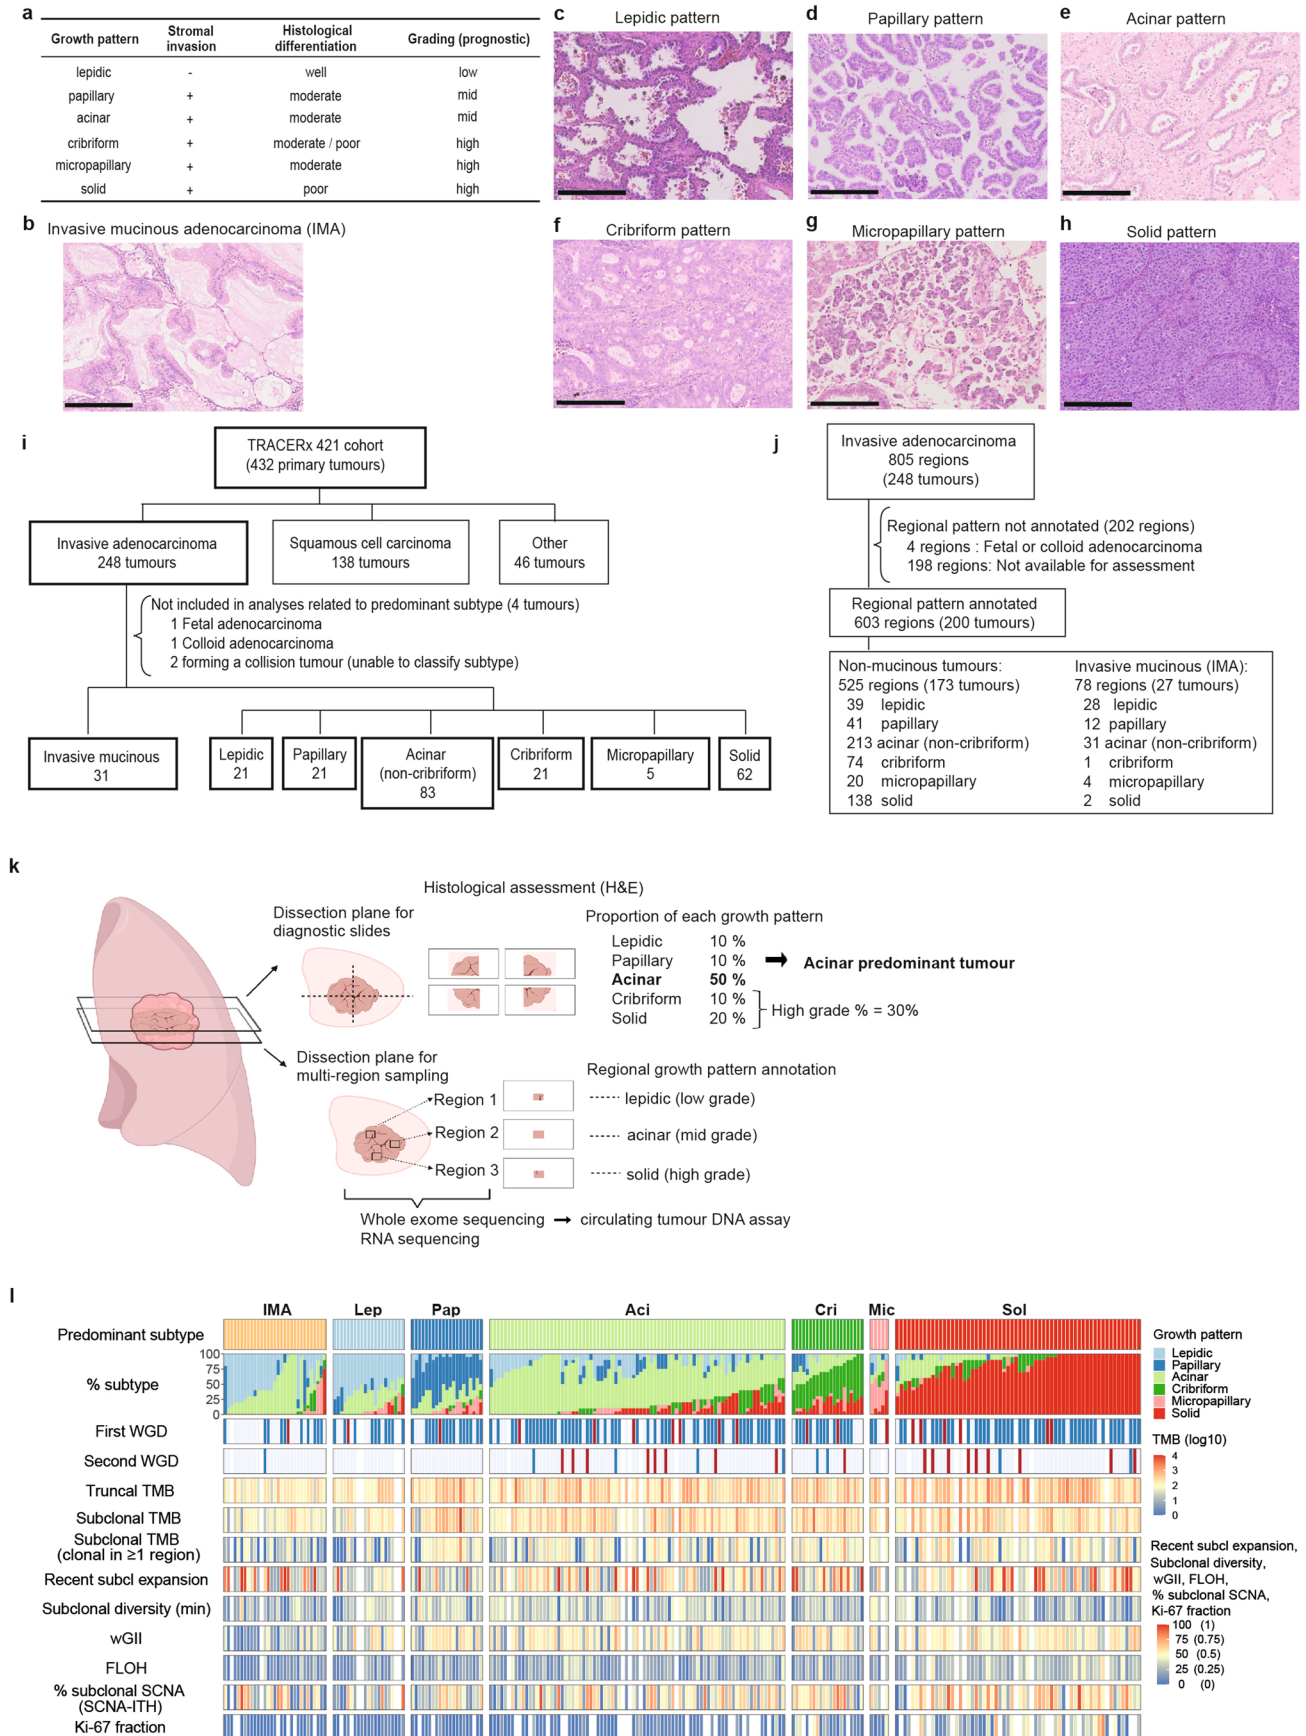 a
Growth pattern	Stromal invasion	Histological differentiation	Grading (prognostic)
lepidic	-	well	low
papillary	+	moderate	mid
acinar	+	moderate	mid
cribriform	+	moderate / poor	high
micropapillary	+	moderate	high
solid	+	poor	high
b Invasive mucinous adenocarcinoma (IMA)
c Lepidic pattern
d Papillary pattern
e Acinar pattern
f Cribriform pattern
g Micropapillary pattern
h Solid pattern
i
TRACERx 421 cohort
(432 primary tumours)
Invasive adenocarcinoma
248 tumours
Squamous cell carcinoma
138 tumours
Other
46 tumours
Not included in analyses related to predominant subtype (4 tumours)
1 Fetal adenocarcinoma
1 Colloid adenocarcinoma
2 forming a collision tumour (unable to classify subtype)
Invasive mucinous
31
Lepidic
21
Papillary
21
Acinar
(non-cribriform)
83
Cribriform
21
Micropapillary
5
Solid
62
j
Invasive adenocarcinoma
805 regions
(248 tumours)
Regional pattern not annotated (202 regions)
4 regions : Fetal or colloid adenocarcinoma
198 regions: Not available for assessment
Regional pattern annotated
603 regions (200 tumours)
Non-mucinous tumours:
525 regions (173 tumours)
39 lepidic
41 papillary
213 acinar (non-cribriform)
74 cribriform
20 micropapillary
138 solid
Invasive mucinous (IMA):
78 regions (27 tumours)
28 lepidic
12 papillary
31 acinar (non-cribriform)
1 cribriform
4 micropapillary
2 solid
k
Histological assessment (H&E)
Dissection plane for
diagnostic slides
Proportion of each growth pattern
Lepidic 10 %
Papillary 10 %
Acinar 50 %
Cribriform 10 %
Solid 20 %
Acinar predominant tumour
High grade % = 30%
Dissection plane for
multi-region sampling
Regional growth pattern annotation
Region 1 lepidic (low grade)
Region 2 acinar (mid grade)
Region 3 solid (high grade)
Whole exome sequencing
RNA sequencing
circulating tumour DNA assay
l
IMA Lep Pap Aci Cri Mic Sol
Predominant subtype
% subtype
100
75
50
25
0
First WGD
Second WGD
Truncal TMB
Subclonal TMB
Subclonal TMB
(clonal in ≥1 region)
Recent subcl expansion
Subclonal diversity (min)
wGII
FLOH
% subclonal SCNA
(SCNA-ITH)
Ki-67 fraction
Growth pattern
Lepidic
Papillary
Acinar
Cribriform
Micropapillary
Solid
TMB (log10)
4
3
2
1
0
Recent subcl expansion,
Subclonal diversity,
wGII, FLOH,
% subclonal SCNA,
Ki-67 fraction
100 (1)
75 (0.75)
50 (0.5)
25 (0.25)
0 (0)